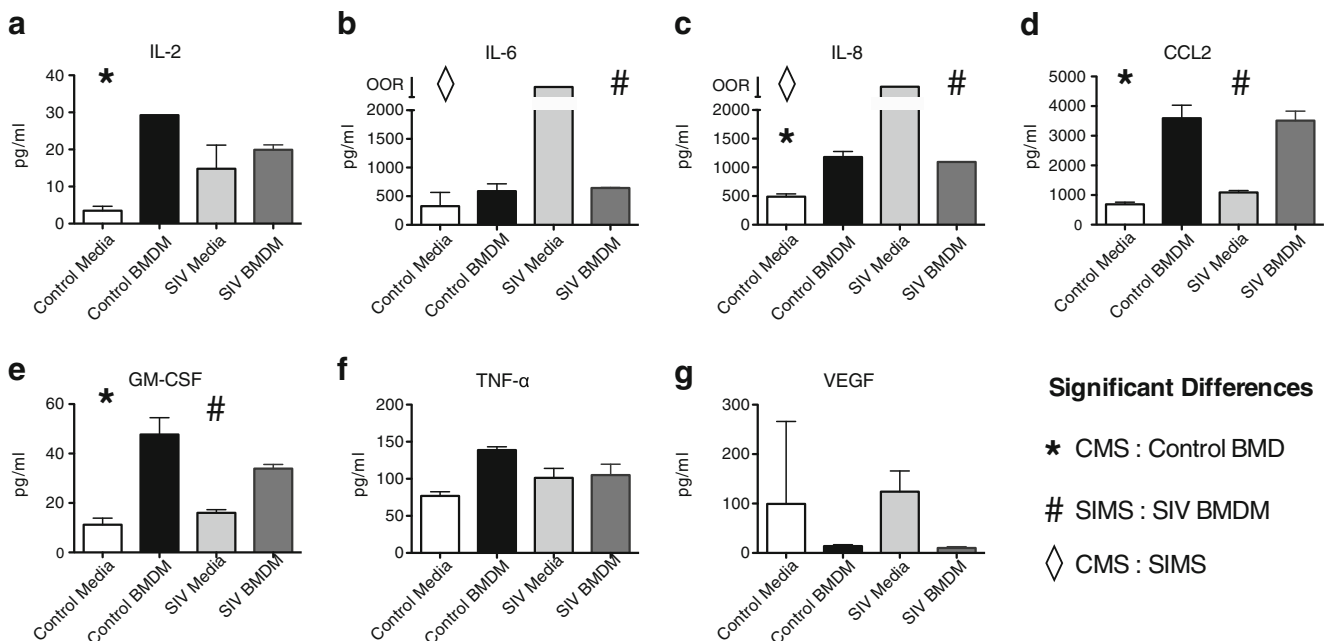 a
IL-2
*
pg/ml
40
30
20
10
0
Control Media
Control BMDM
SIV Media
SIV BMDM
b
IL-6
OOR
#
pg/ml
2000
1500
1000
500
0
Control Media
Control BMDM
SIV Media
SIV BMDM
c
IL-8
OOR
#
*
pg/ml
2000
1500
1000
500
0
Control Media
Control BMDM
SIV Media
SIV BMDM
d
CCL2
* #
pg/ml
5000
4000
3000
2000
1000
0
Control Media
Control BMDM
SIV Media
SIV BMDM
e
GM-CSF
* #
pg/ml
60
40
20
0
Control Media
Control BMDM
SIV Media
SIV BMDM
f
TNF-α
pg/ml
200
150
100
50
0
Control Media
Control BMDM
SIV Media
SIV BMDM
g
VEGF
pg/ml
300
200
100
0
Control Media
Control BMDM
SIV Media
SIV BMDM
Significant Differences
* CMS : Control BMD
# SIMS : SIV BMDM
◊ CMS : SIMS